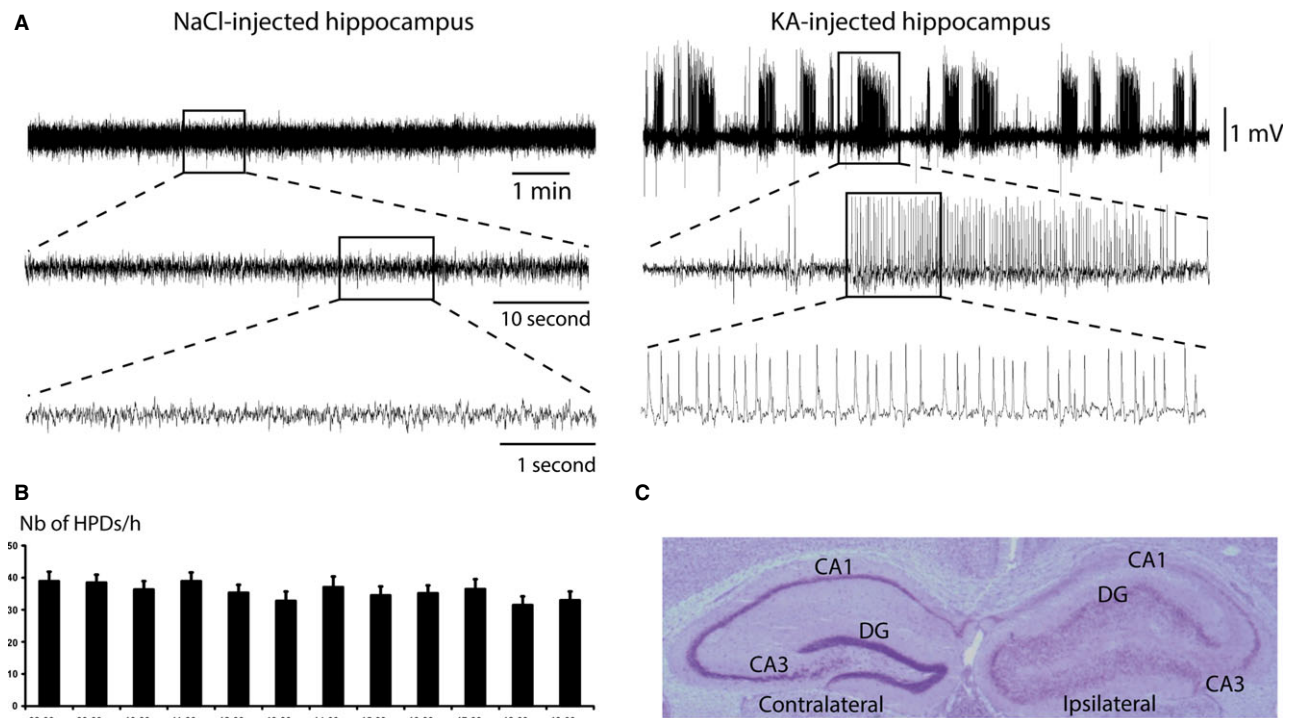 A
NaCl-injected hippocampus
KA-injected hippocampus
1 mV
1 min
10 second
1 second
B
Nb of HPDs/h
50
40
30
20
10
0
C
CA1
DG
CA3
Contralateral
CA1
DG
CA3
Ipsilateral